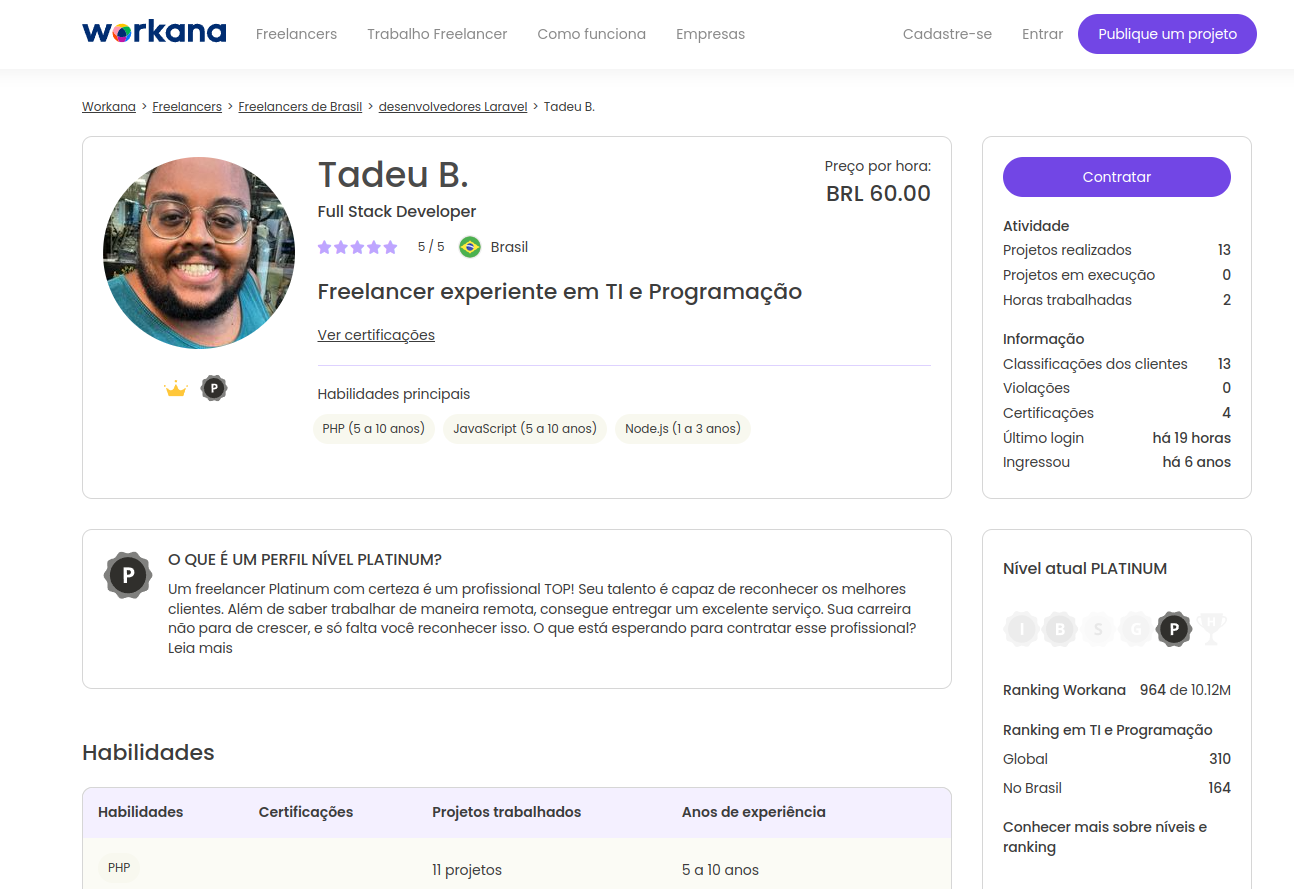 workana
Freelancers
Trabalho Freelancer
Como funciona
Empresas
Cadastre-se
Entrar
Publique um projeto
Workana > Freelancers > Freelancers de Brasil > desenvolvedores Laravel > Tadeu B.
Tadeu B.
Full Stack Developer
5 / 5 Brasil
Freelancer experiente em TI e Programação
Ver certificações
Preço por hora:
BRL 60.00
P
Habilidades principais
PHP (5 a 10 anos)
JavaScript (5 a 10 anos)
Node.js (1 a 3 anos)
Contratar
Atividade
Projetos realizados 13
Projetos em execução 0
Horas trabalhadas 2
Informação
Classificações dos clientes 13
Violações 0
Certificações 4
Último login há 19 horas
Ingressou há 6 anos
P
O QUE É UM PERFIL NÍVEL PLATINUM?
Um freelancer Platinum com certeza é um profissional TOP! Seu talento é capaz de reconhecer os melhores
clientes. Além de saber trabalhar de maneira remota, consegue entregar um excelente serviço. Sua carreira
não para de crescer, e só falta você reconhecer isso. O que está esperando para contratar esse profissional?
Leia mais
Nível atual PLATINUM
I B S G P H
Ranking Workana 964 de 10.12M
Ranking em TI e Programação
Global 310
No Brasil 164
Conhecer mais sobre níveis e
ranking
Habilidades
Habilidades Certificações Projetos trabalhados Anos de experiência
PHP 11 projetos 5 a 10 anos